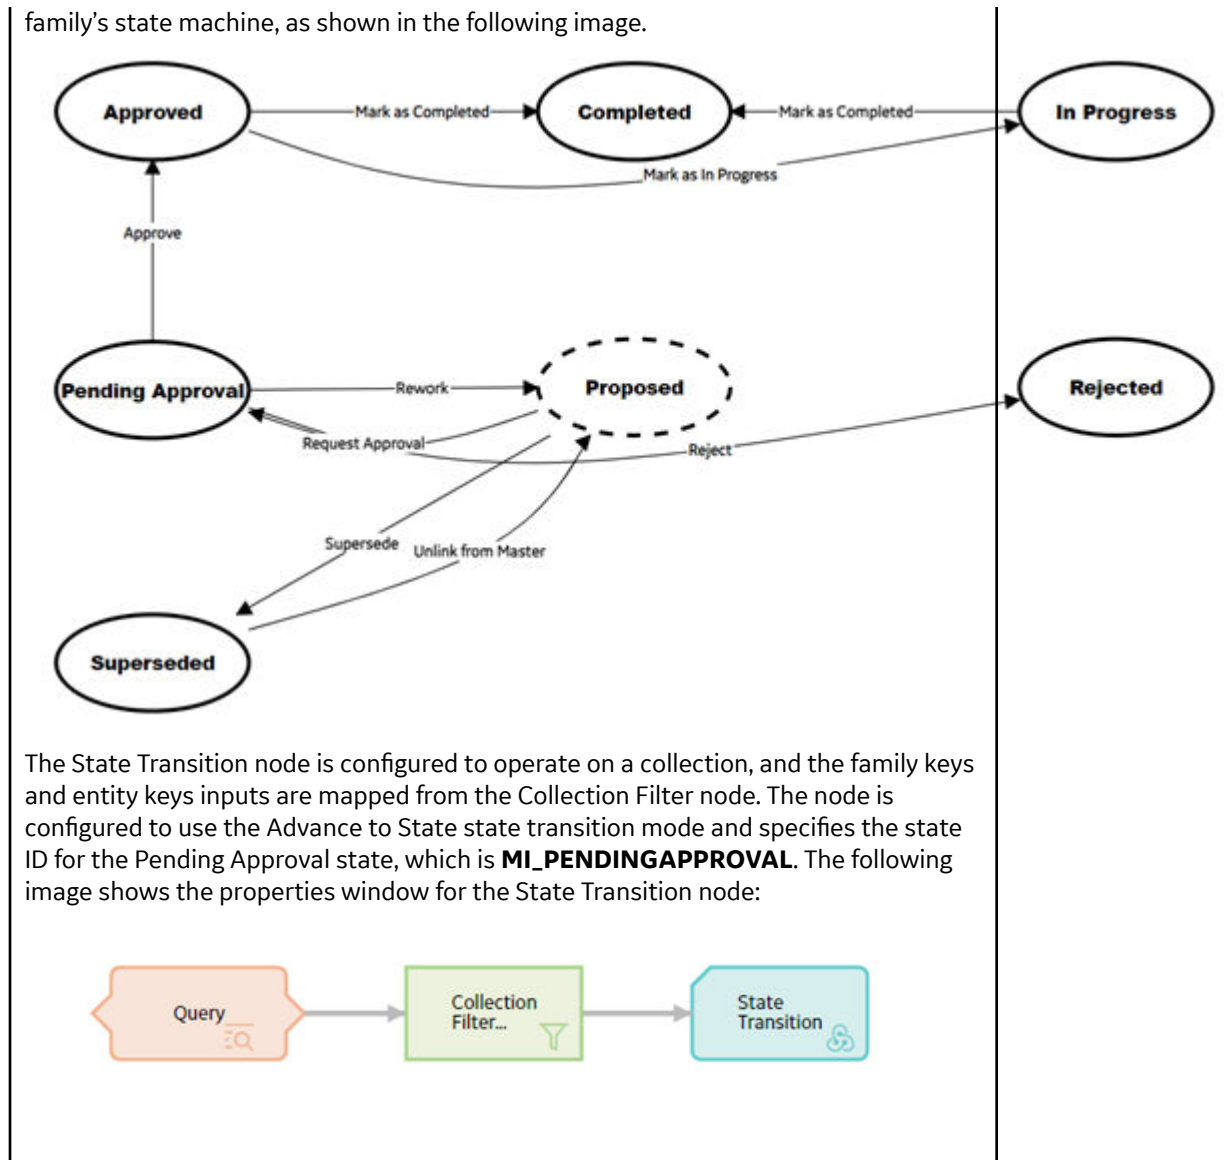 family’s state machine, as shown in the following image.
Approved
Mark as Completed
Completed
Mark as Completed
In Progress
Mark as In Progress
Approve
Pending Approval
Rework
Proposed
Rejected
Request Approval
Reject
Supersede
Unlink from Master
Superseded
The State Transition node is configured to operate on a collection, and the family keys
and entity keys inputs are mapped from the Collection Filter node. The node is
configured to use the Advance to State state transition mode and specifies the state
ID for the Pending Approval state, which is MI_PENDINGAPPROVAL. The following
image shows the properties window for the State Transition node:
Query
Collection
Filter...
State
Transition